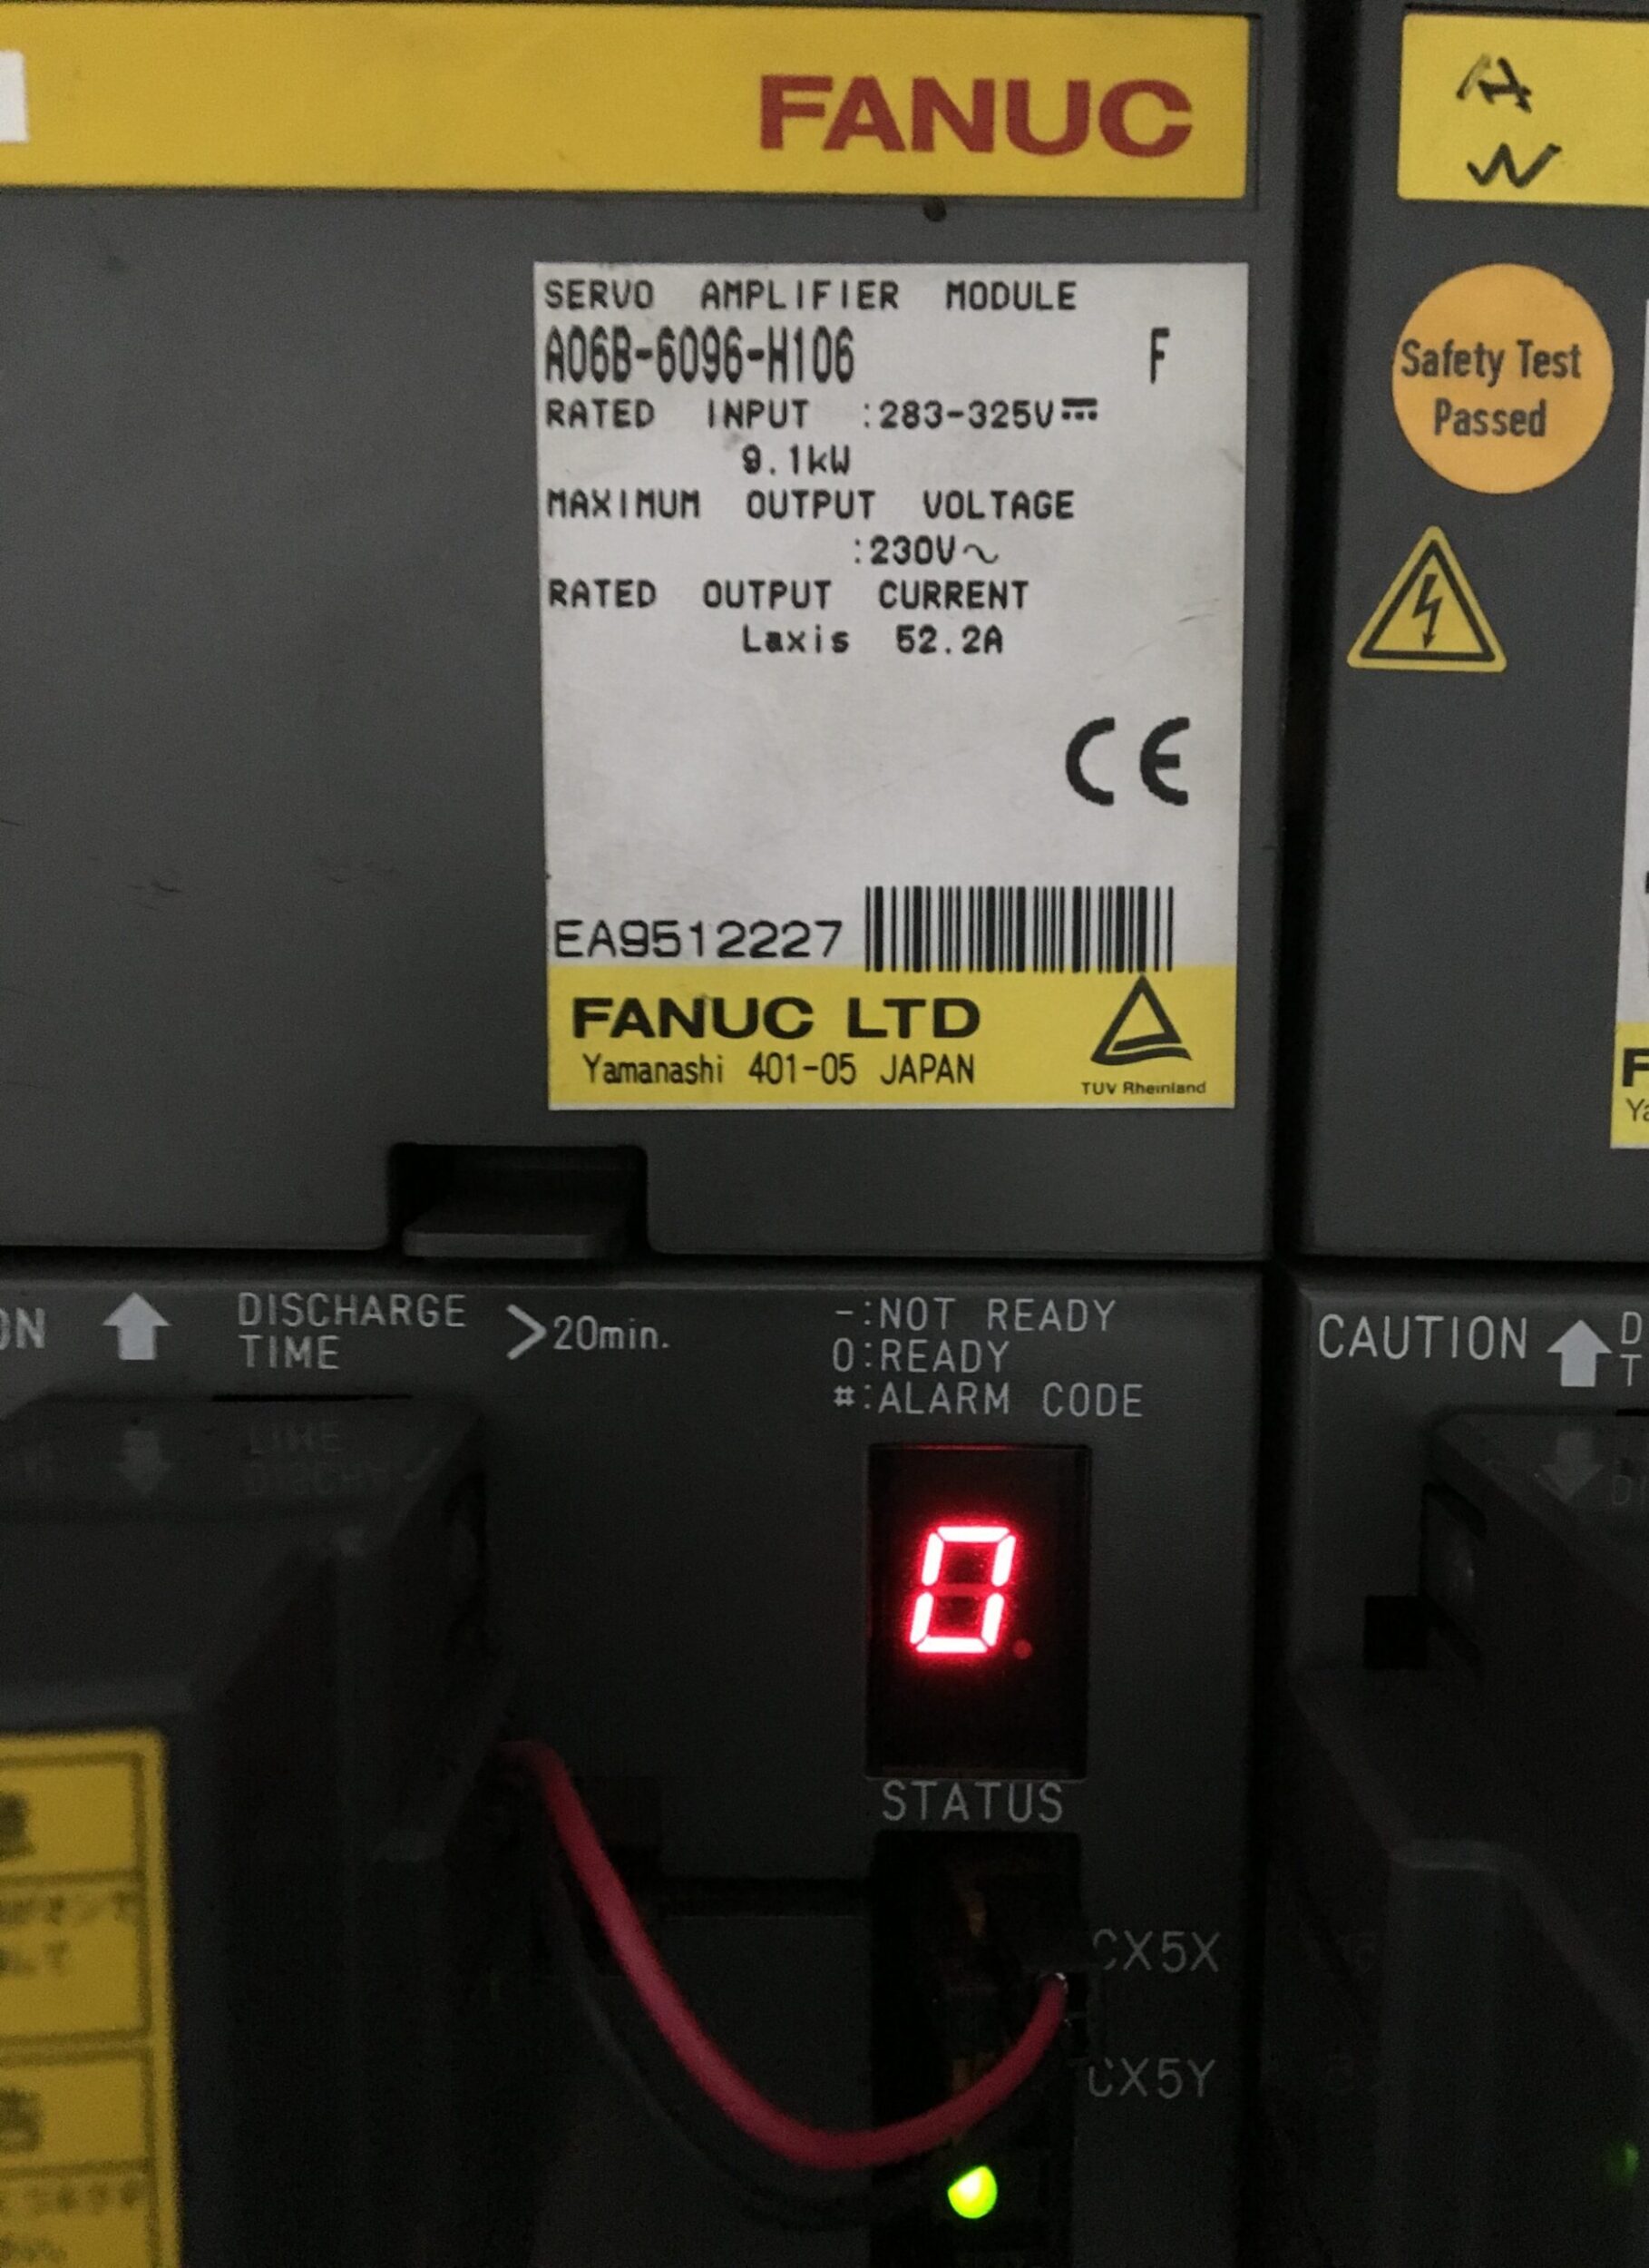 FANUC
SERVO AMPLIFIER MODULE
A06B-6096-H106 F
RATED INPUT :283-325V⎓
9.1kW
MAXIMUM OUTPUT VOLTAGE
:230V~
RATED OUTPUT CURRENT
Laxis 52.2A
CE
EA9512227
FANUC LTD
Yamanashi 401-05 JAPAN
TUV Rheinland
Safety Test
Passed
DISCHARGE
TIME
>20min.
-:NOT READY
0:READY
#:ALARM CODE
CAUTION
0
STATUS
CX5X
CX5Y